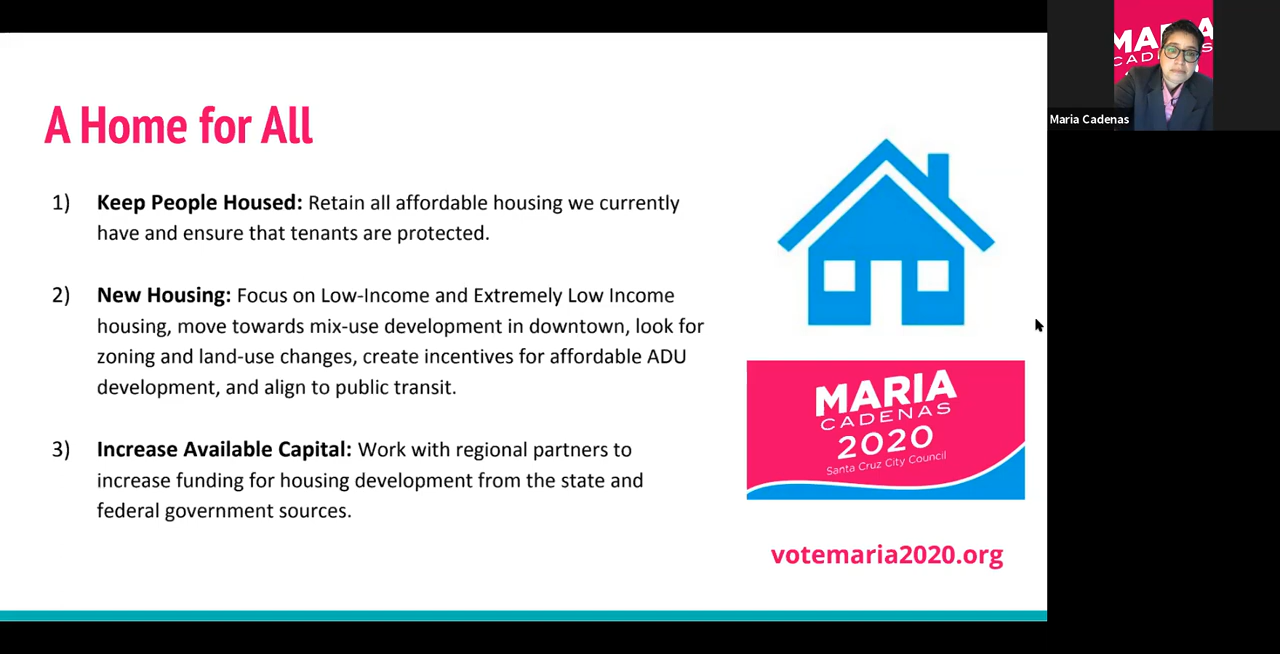 A Home for All
1) Keep People Housed: Retain all affordable housing we currently
have and ensure that tenants are protected.
2) New Housing: Focus on Low-Income and Extremely Low Income
housing, move towards mix-use development in downtown, look for
zoning and land-use changes, create incentives for affordable ADU
development, and align to public transit.
3) Increase Available Capital: Work with regional partners to
increase funding for housing development from the state and
federal government sources.
MARIA
CADENAS
2020
Santa Cruz City Council
votemaria2020.org
Maria Cadenas